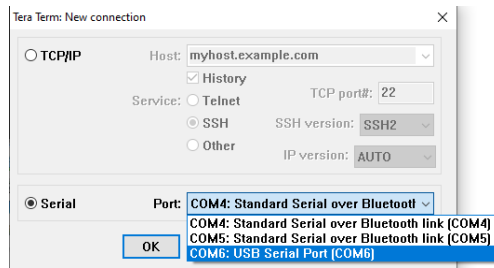 Tera Term: New connection
TCP/IP
Host: myhost.example.com
History
Service: Telnet
TCP port#: 22
SSH
SSH version: SSH2
Other
IP version: AUTO
Serial
Port: COM4: Standard Serial over Bluetooth
COM4: Standard Serial over Bluetooth link (COM4)
COM5: Standard Serial over Bluetooth link (COM5)
OK
COM6: USB Serial Port (COM6)